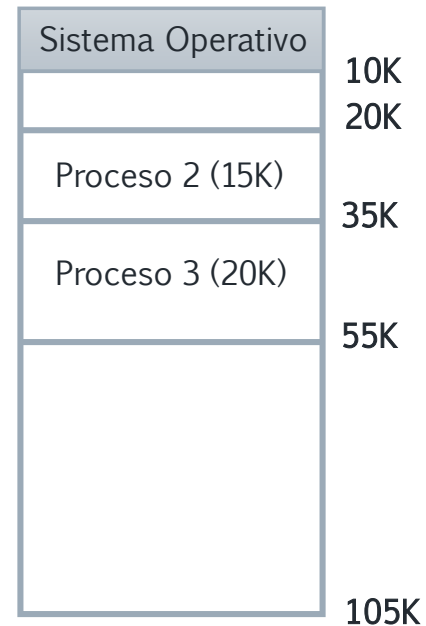 Sistema Operativo
10K
20K
Proceso 2 (15K)
35K
Proceso 3 (20K)
55K
105K